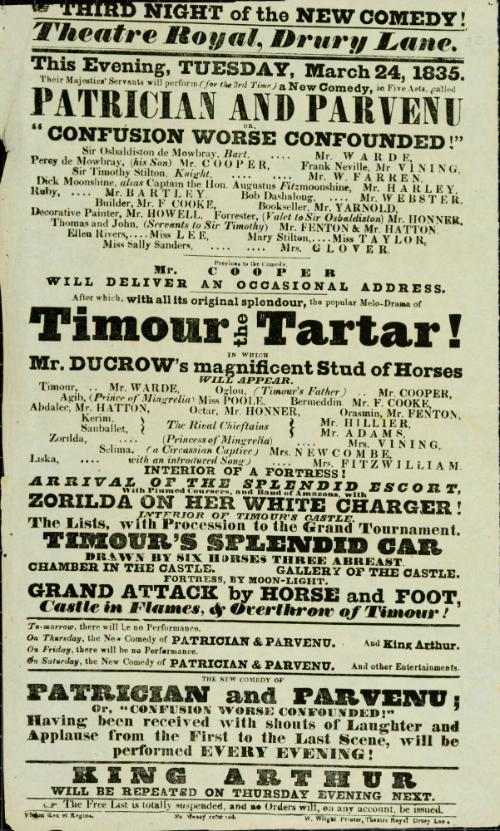 ☞ THIRD NIGHT of the NEW COMEDY!
Theatre Royal, Drury Lane.
This Evening, TUESDAY, March 24, 1835.
Their Majesties' Servants will perform (for the 3rd Time) a New Comedy, in Five Acts, called
PATRICIAN AND PARVENU
OR,
“CONFUSION WORSE CONFOUNDED!”
Sir Osbaldiston de Mowbray, Bart. .... Mr. WARDE,
Percy de Mowbray, (his Son) Mr. COOPER, Frank Neville, Mr VINING,
Sir Timothy Stilton, Knight, .... .... Mr. W. FARREN,
Dick Moonshine, alias Captain the Hon. Augustus Fitzmoonshine, Mr. HARLEY,
Ruby, .... Mr. BARTLEY, Bob Dashalong, .... Mr. WEBSTER,
Builder, Mr. F. COOKE, Bookseller, Mr. YARNOLD,
Decorative Painter, Mr. HOWELL, Forrester, (Valet to Sir Osbaldiston) Mr. HONNER,
Thomas and John, (Servants to Sir Timothy) Mr. FENTON & Mr. HATTON.
Ellen Rivers,....Miss LEE, Mary Stilton,....Miss TAYLOR,
Miss Sally Sanders, .... .... .... Mrs. GLOVER.
Previous to the Comedy,
Mr. COOPER
WILL DELIVER AN OCCASIONAL ADDRESS.
After which, with all its original splendour, the popular Melo-Drama of
Timour the Tartar!
IN WHICH
Mr. DUCROW's magnificent Stud of Horses
WILL APPEAR.
Timour, .. Mr. WARDE, Oglou, (Timour's Father) .. Mr. COOPER,
Agib, (Prince of Mingrelia) Miss POOLE, Bermeddin, Mr. F. COOKE,
Abdalec, Mr. HATTON, Octar, Mr. HONNER, Orasmin, Mr. FENTON,
Kerim, } The Rival Chieftains { Mr. HILLIER,
Sanballet, Mr. ADAMS,
Zorilda, .... (Princess of Mingrelia) .... Mrs. VINING,
Selima, (a Circassian Captive) Mrs. NEWCOMBE,
Liska, .... with an introduced Song) .... Mrs. FITZWILLIAM.
INTERIOR OF A FORTRESS!
ARRIVAL OF THE SPLENDID ESCORT,
With Plumed Coursers, and Band of Amazons, with
ZORILDA ON HER WHITE CHARGER!
INTERIOR OF TIMOUR'S CASTLE.
The Lists, with Procession to the Grand Tournament.
TIMOUR'S SPLENDID CAR
DRAWN BY SIX HORSES THREE ABREAST.
CHAMBER IN THE CASTLE. GALLERY OF THE CASTLE.
FORTRESS, BY MOON-LIGHT.
GRAND ATTACK by HORSE and FOOT,
Castle in Flames, & Overthrow of Timour!
To-morrow, there will be no Performance.
On Thursday, the New Comedy of PATRICIAN & PARVENU. And King Arthur.
On Friday, there will be no Performance.
On Saturday, the New Comedy of PATRICIAN & PARVENU. And other Entertainments.
THE NEW COMEDY OF
PATRICIAN and PARVENU;
Or, “CONFUSION WORSE CONFOUNDED!”
Having been received with shouts of Laughter and
Applause from the First to the Last Scene, will be
performed EVERY EVENING!
KING ARTHUR
WILL BE REPEATED ON THURSDAY EVENING NEXT.
☞ The Free List is totally suspended, and no Orders will, on any account, be issued.
Vivant Rex et Regina. No Money returned. W. Wright Printer, Theatre Royal Drury Lane.